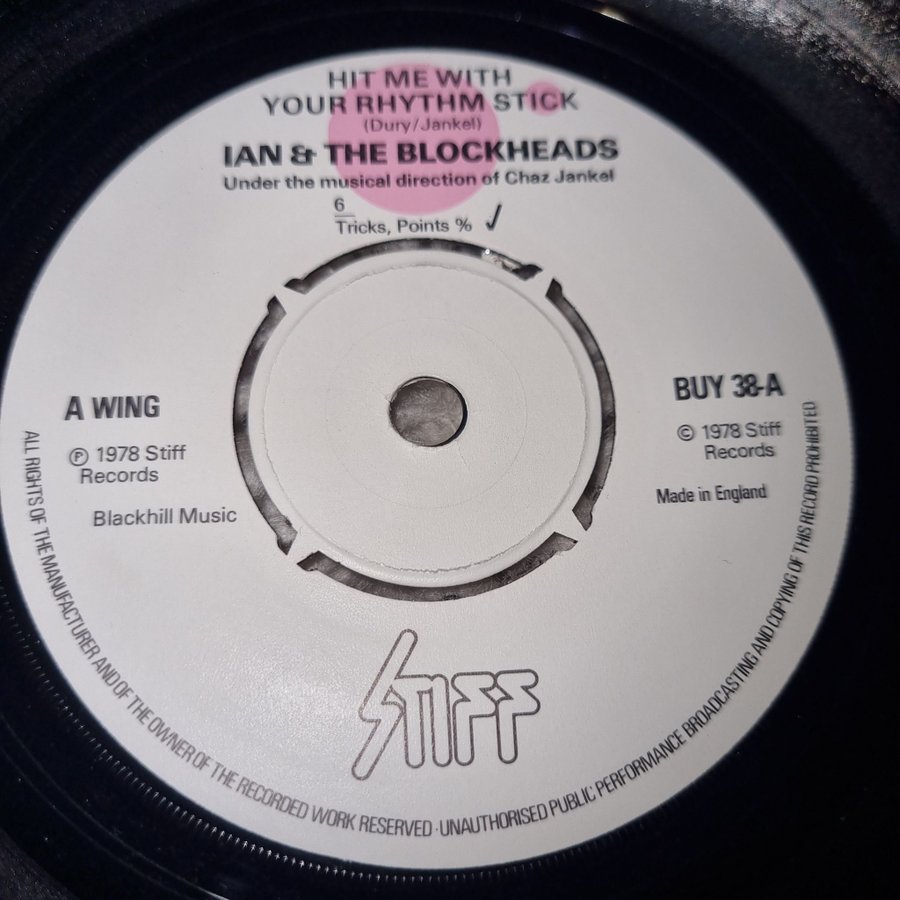 HIT ME WITH
YOUR RHYTHM STICK
(Dury/Jankel)
IAN & THE BLOCKHEADS
Under the musical direction of Chaz Jankel
6
Tricks, Points % ✓
A WING
℗ 1978 Stiff
Records
Blackhill Music
BUY 38-A
© 1978 Stiff
Records
Made in England
STIFF
ALL RIGHTS OF THE MANUFACTURER AND OF THE OWNER OF THE RECORDED WORK RESERVED · UNAUTHORISED PUBLIC PERFORMANCE BROADCASTING AND COPYING OF THIS RECORD PROHIBITED